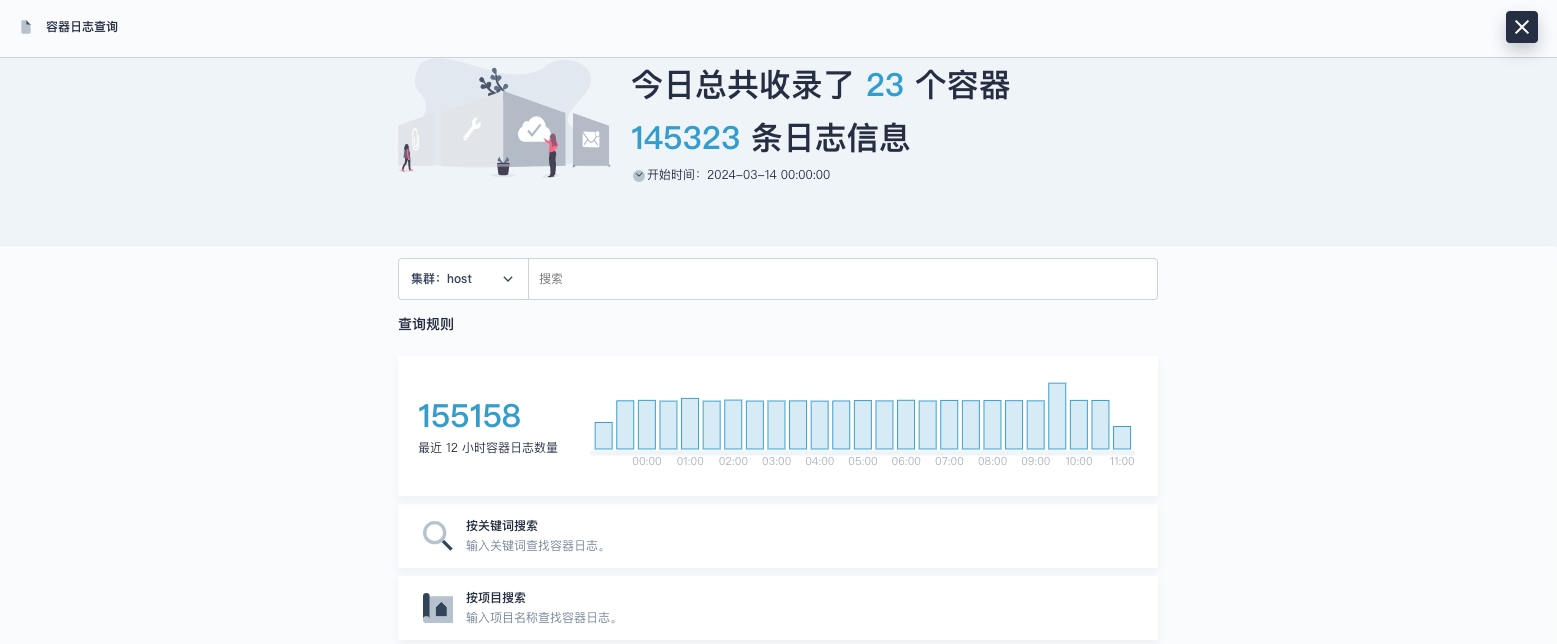 容器日志查询
今日总共收录了 23 个容器
145323 条日志信息
开始时间：2024-03-14 00:00:00
集群：host
搜索
查询规则
155158
最近 12 小时容器日志数量
00:00 01:00 02:00 03:00 04:00 05:00 06:00 07:00 08:00 09:00 10:00 11:00
按关键词搜索
输入关键词查找容器日志。
按项目搜索
输入项目名称查找容器日志。